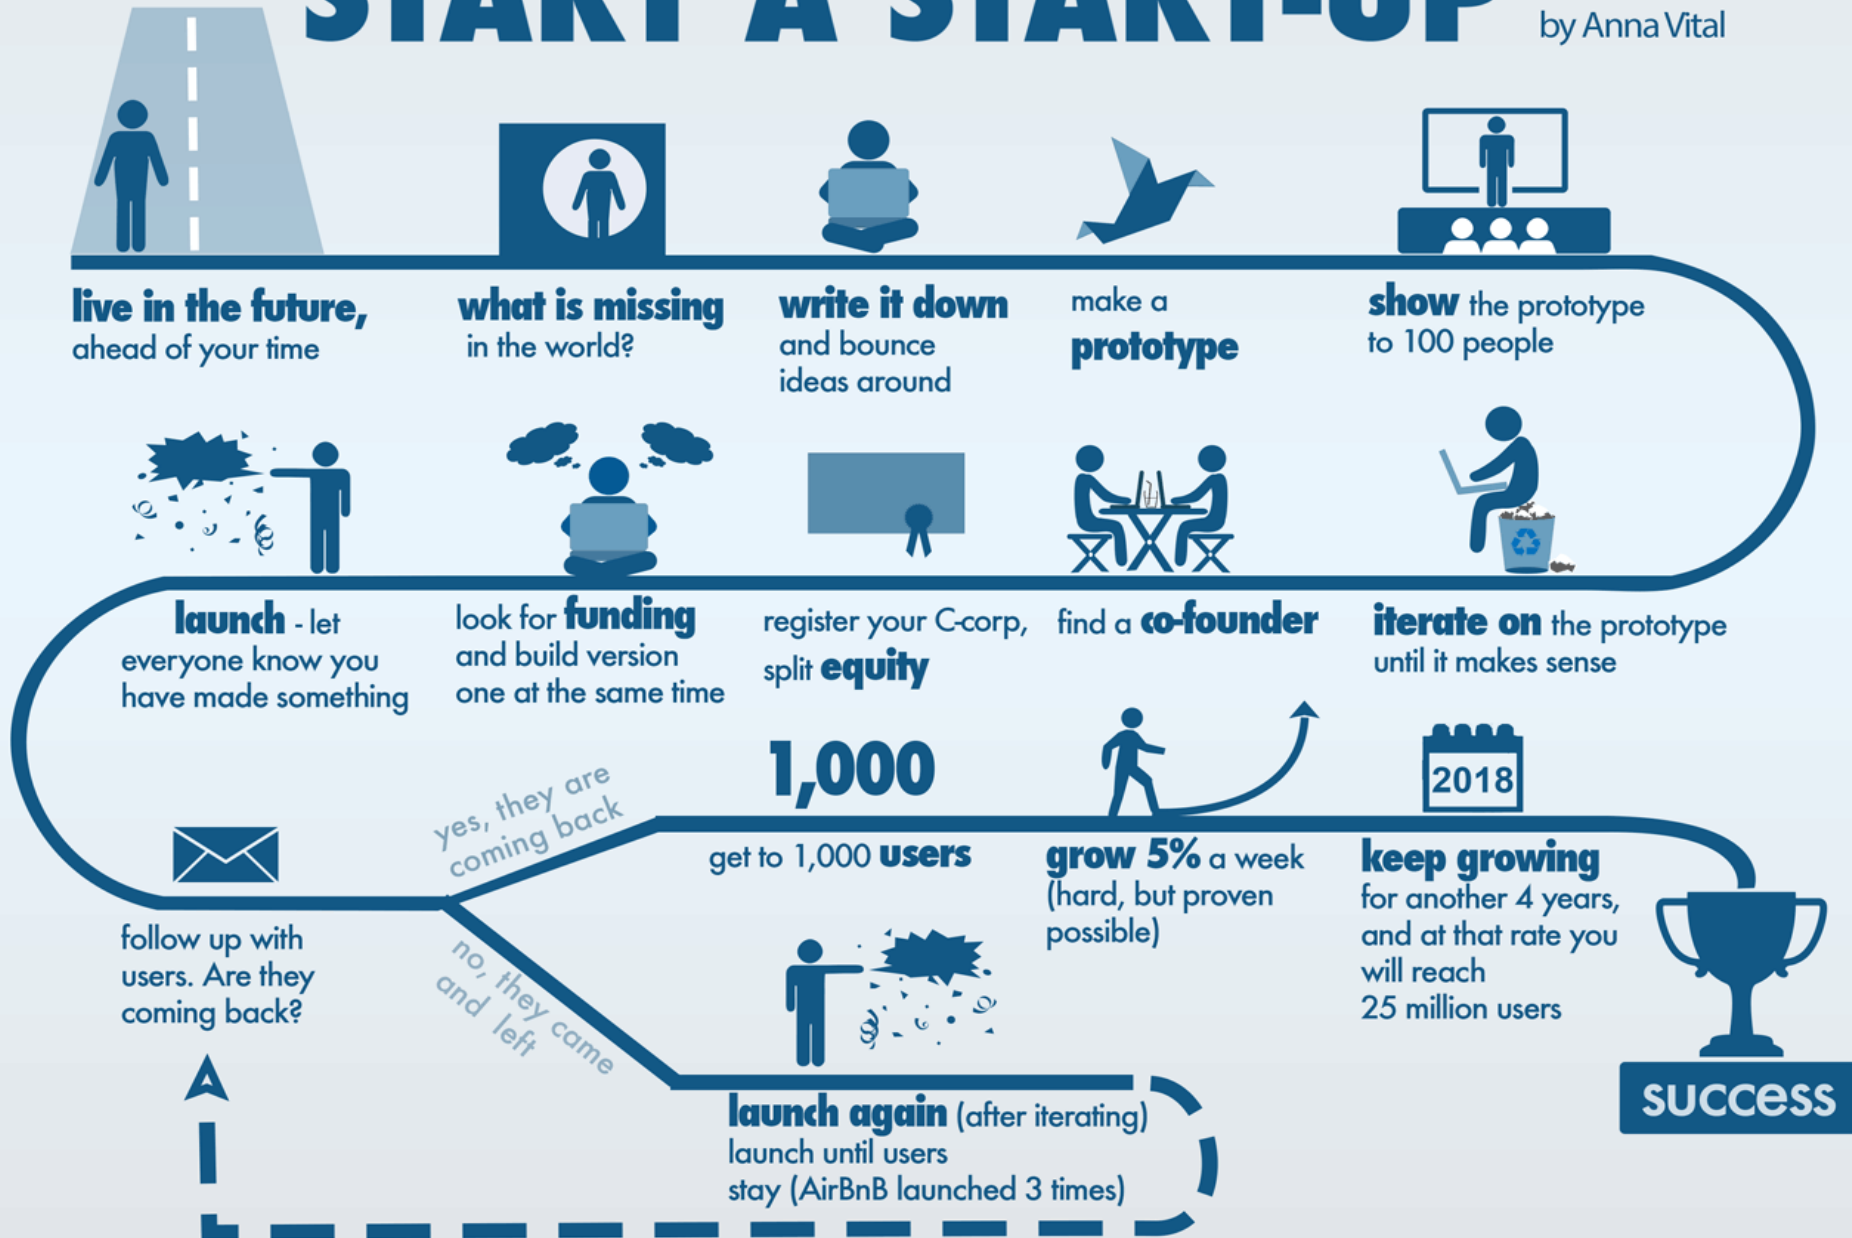 START A START-UP
by Anna Vital
live in the future,
ahead of your time
what is missing
in the world?
write it down
and bounce
ideas around
make a
prototype
show the prototype
to 100 people
iterate on the prototype
until it makes sense
find a co-founder
register your C-corp,
split equity
look for funding
and build version
one at the same time
launch - let
everyone know you
have made something
follow up with
users. Are they
coming back?
yes, they are
coming back
1,000
get to 1,000 users
grow 5% a week
(hard, but proven
possible)
2018
keep growing
for another 4 years,
and at that rate you
will reach
25 million users
success
no, they came
and left
launch again (after iterating)
launch until users
stay (AirBnB launched 3 times)